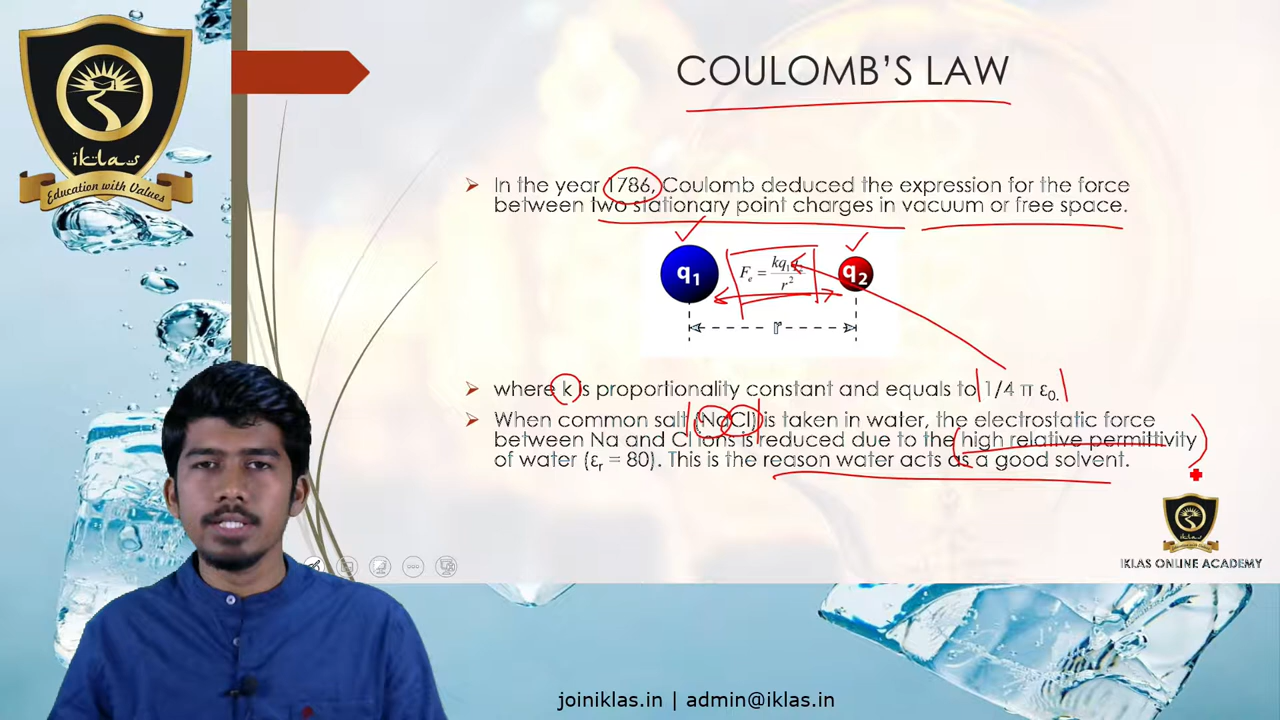 iklas
Education with Values
COULOMB'S LAW
➤ In the year 1786, Coulomb deduced the expression for the force
between two stationary point charges in vacuum or free space.
q₁ Fₑ = kq₁q₂ / r² q₂
r
➤ where k is proportionality constant and equals to 1/4 π ε₀.
➤ When common salt (NaCl) is taken in water, the electrostatic force
between Na and Cl ions is reduced due to the high relative permittivity
of water (εᵣ = 80). This is the reason water acts as a good solvent.
iklas
IKLAS ONLINE ACADEMY
joiniklas.in | admin@iklas.in